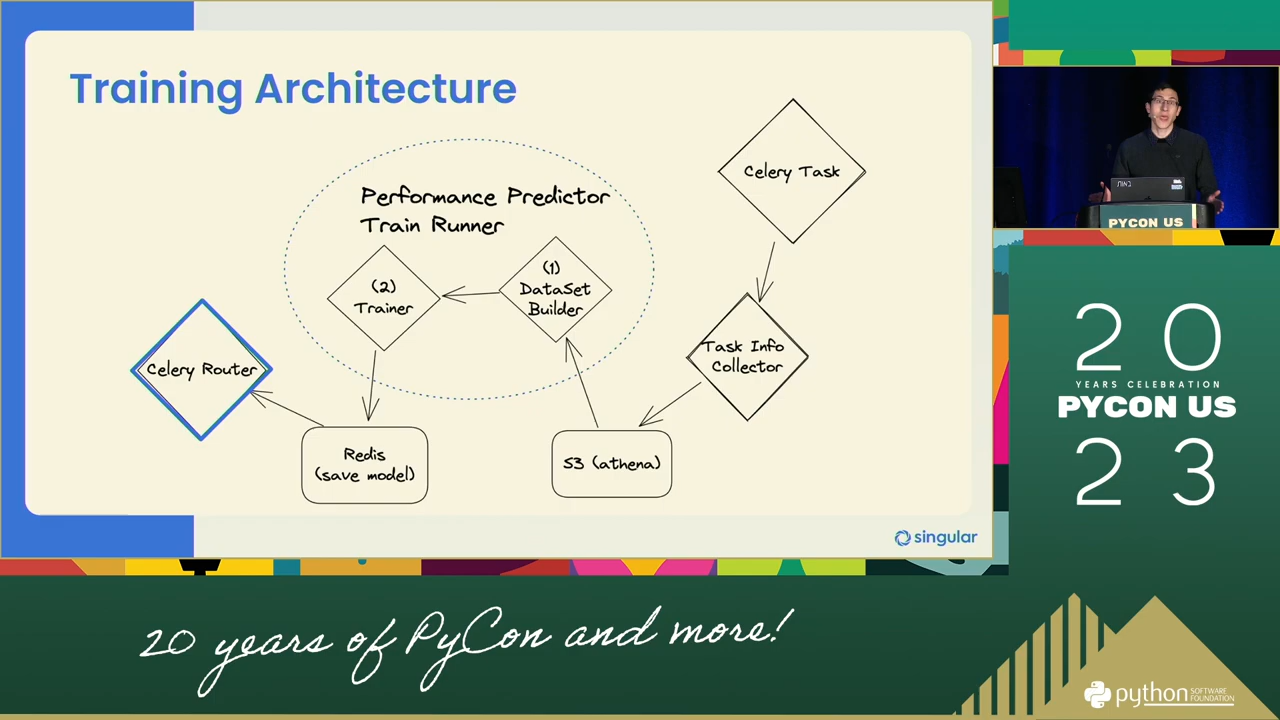 Training Architecture
Performance Predictor
Train Runner
Celery Task
(1)
DataSet
Builder
(2)
Trainer
Task Info
Collector
Celery Router
Redis
(save model)
S3 (athena)
singular
PYCON US
20
YEARS CELEBRATION
PYCON US
23
20 years of PyCon and more!
python
SOFTWARE
FOUNDATION